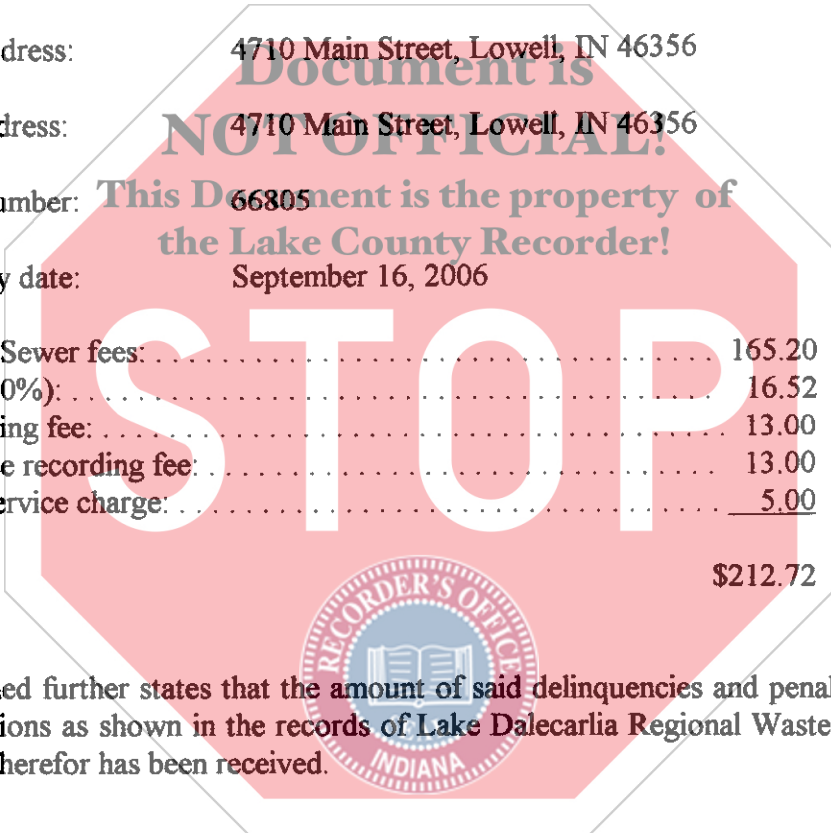 dress: 4710 Main Street, Lowell, IN 46356
Document is
dress: 4710 Main Street, Lowell, IN 46356
NOT OFFICIAL!
umber: 66805
This Document is the property of
the Lake County Recorder!
y date: September 16, 2006
STOP
Sewer fees: 165.20
0%): 16.52
ing fee: 13.00
e recording fee: 13.00
ervice charge: 5.00
$212.72
RECORDER'S OFFICE
ed further states that the amount of said delinquencies and penal
ions as shown in the records of Lake Dalecarlia Regional Waste
herefor has been received.
INDIANA